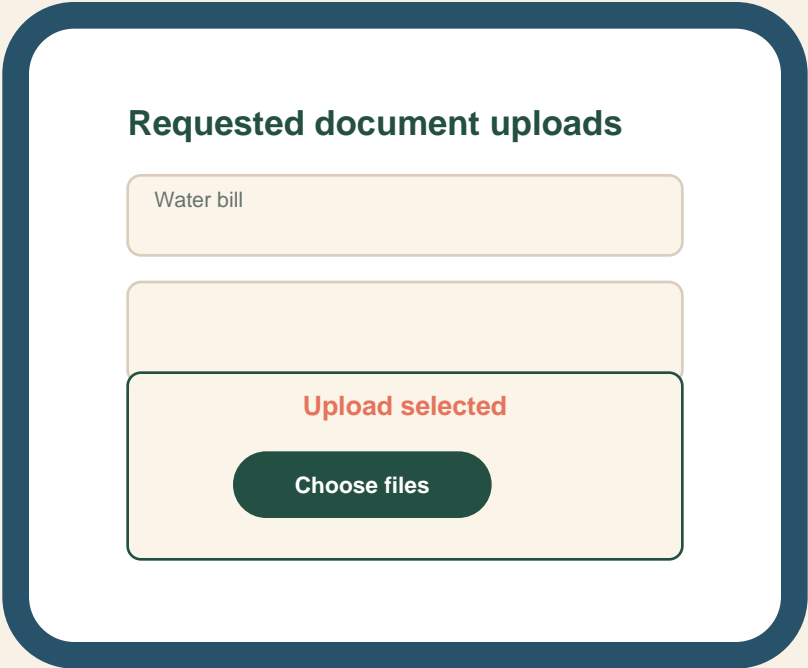 Requested document uploads
Water bill
Upload selected
Choose files